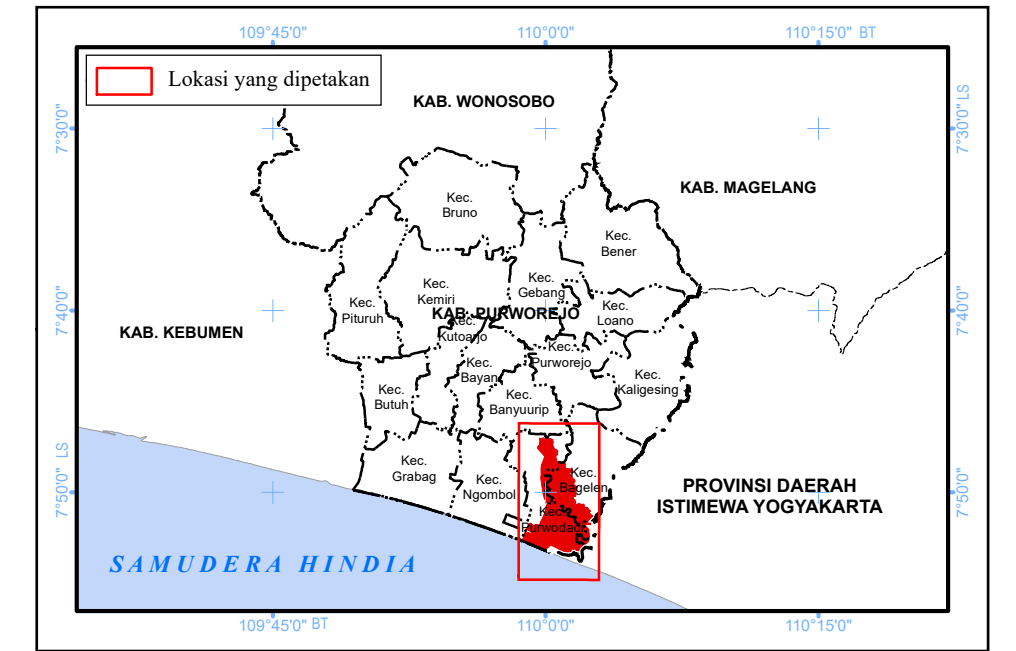 109°45'0"
110°0'0"
110°15'0" BT
Lokasi yang dipetakan
KAB. WONOSOBO
7°30'0"
7°30'0" LS
KAB. MAGELANG
Kec.
Bruno
Kec.
Bener
Kec.
Gebang
Kec.
Kemiri
Kec.
Pituruh
Kec.
Loano
KAB. PURWOREJO
7°40'0"
7°40'0"
KAB. KEBUMEN
Kec.
Kutoarjo
Kec.
Purworejo
Kec.
Bayan
Kec.
Kaligesing
Kec.
Butuh
Kec.
Banyuurip
Kec.
Grabag
Kec.
Ngombol
Kec.
Bagelen
Kec.
Purwodadi
7°50'0" LS
7°50'0"
PROVINSI DAERAH
ISTIMEWA YOGYAKARTA
SAMUDERA HINDIA
109°45'0" BT
110°0'0"
110°15'0"